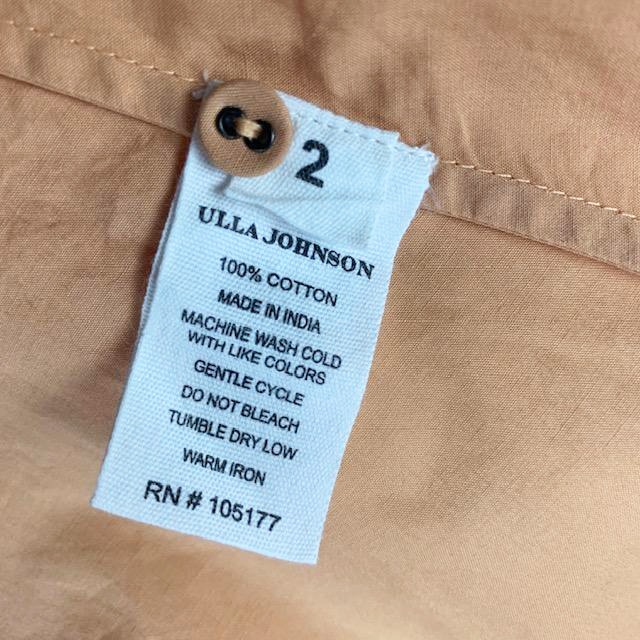 2
ULLA JOHNSON
100% COTTON
MADE IN INDIA
MACHINE WASH COLD
WITH LIKE COLORS
GENTLE CYCLE
DO NOT BLEACH
TUMBLE DRY LOW
WARM IRON
RN # 105177